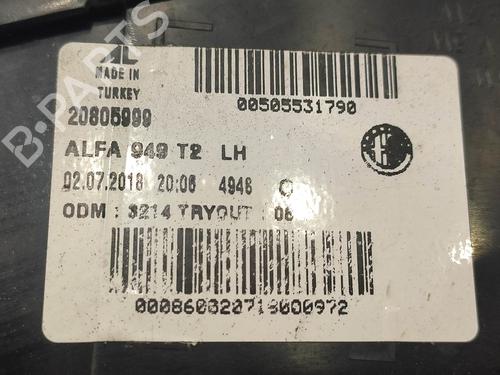 MADE IN
TURKEY
20805999
00505531790
ALFA 949 T2 LH
02.07.2018 20:06 4946 C
ODM : 3214 TRYOUT : 06
000860320718000972
B-PARTS